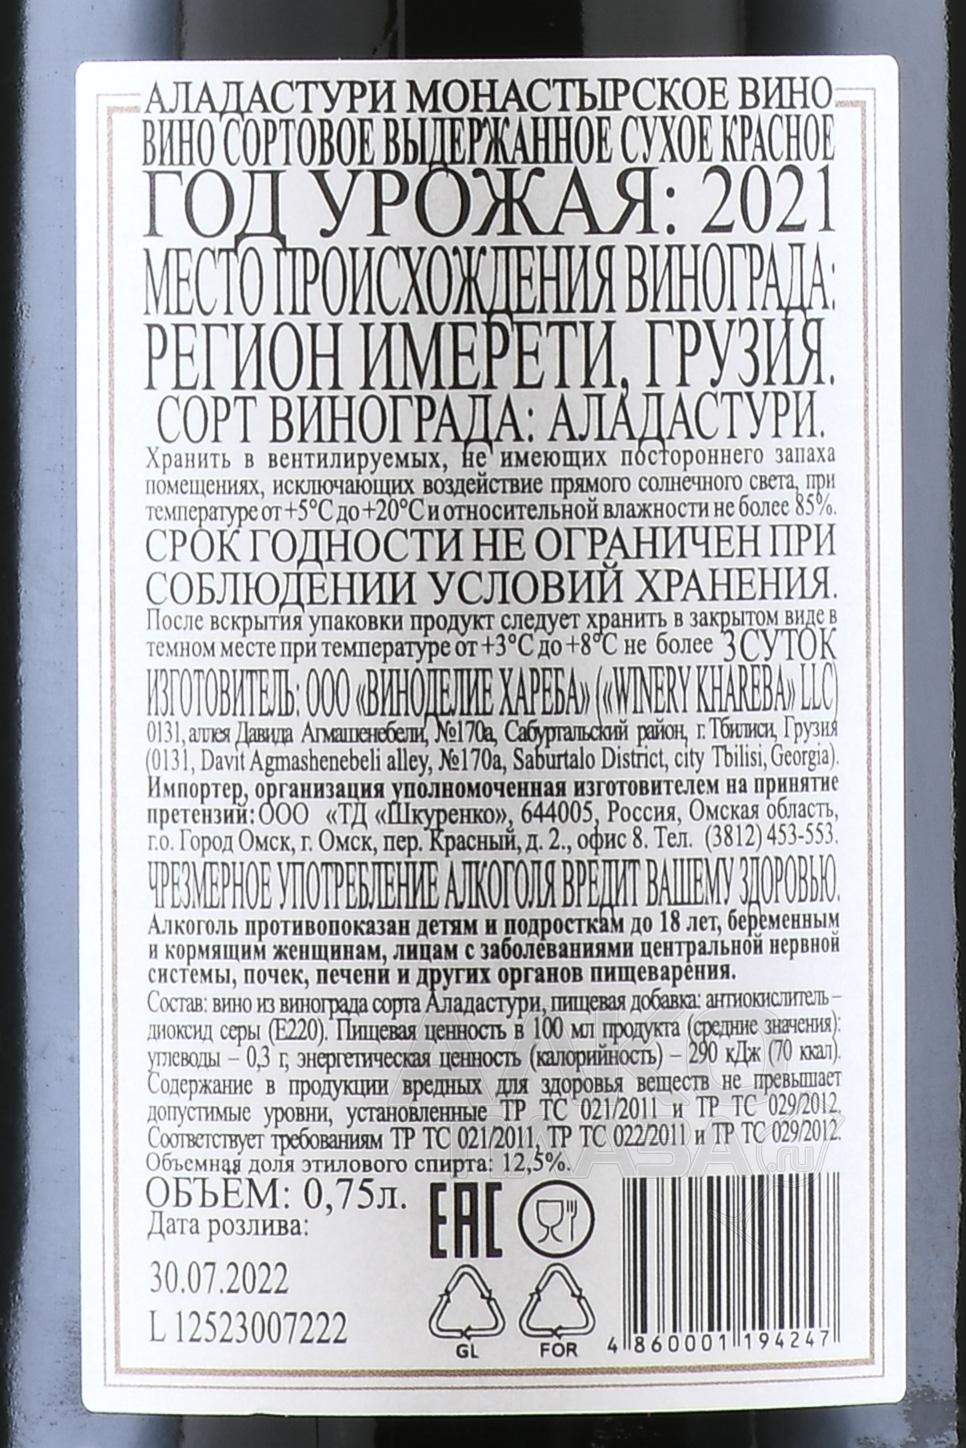 АЛАДАСТУРИ МОНАСТЫРСКОЕ ВИНО
ВИНО СОРТОВОЕ ВЫДЕРЖАННОЕ СУХОЕ КРАСНОЕ
ГОД УРОЖАЯ: 2021
МЕСТО ПРОИСХОЖДЕНИЯ ВИНОГРАДА:
РЕГИОН ИМЕРЕТИ, ГРУЗИЯ.
СОРТ ВИНОГРАДА: АЛАДАСТУРИ.
Хранить в вентилируемых, не имеющих постороннего запаха
помещениях, исключающих воздействие прямого солнечного света, при
температуре от +5°С до +20°С и относительной влажности не более 85%.
СРОК ГОДНОСТИ НЕ ОГРАНИЧЕН ПРИ
СОБЛЮДЕНИИ УСЛОВИЙ ХРАНЕНИЯ.
После вскрытия упаковки продукт следует хранить в закрытом виде в
темном месте при температуре от +3°С до +8°С не более 3 СУТОК
ИЗГОТОВИТЕЛЬ: ООО «ВИНОДЕЛИЕ ХАРЕБА» («WINERY KHAREBA» LLC)
0131, аллея Давида Агмашенебели, №170а, Сабурталский район, г. Тбилиси, Грузия
(0131, Davit Agmashenebeli alley, №170a, Saburtalo District, city Tbilisi, Georgia).
Импортер, организация уполномоченная изготовителем на принятие
претензий: ООО «ТД «Шкуренко», 644005, Россия, Омская область,
г.о. Город Омск, г. Омск, пер. Красный, д. 2., офис 8. Тел. (3812) 453-553.
ЧРЕЗМЕРНОЕ УПОТРЕБЛЕНИЕ АЛКОГОЛЯ ВРЕДИТ ВАШЕМУ ЗДОРОВЬЮ.
Алкоголь противопоказан детям и подросткам до 18 лет, беременным
и кормящим женщинам, лицам с заболеваниями центральной нервной
системы, почек, печени и других органов пищеварения.
Состав: вино из винограда сорта Аладастури, пищевая добавка: антиокислитель –
диоксид серы (Е220). Пищевая ценность в 100 мл продукта (средние значения):
углеводы – 0,3 г, энергетическая ценность (калорийность) – 290 кДж (70 ккал).
Содержание в продукции вредных для здоровья веществ не превышает
допустимые уровни, установленные ТР ТС 021/2011 и ТР ТС 029/2012.
Соответствует требованиям ТР ТС 021/2011, ТР ТС 022/2011 и ТР ТС 029/2012.
Объемная доля этилового спирта: 12,5%.
ОБЪЁМ: 0,75л.
Дата розлива:
30.07.2022
L 12523007222
EAC
GL
FOR
4 860001 194247